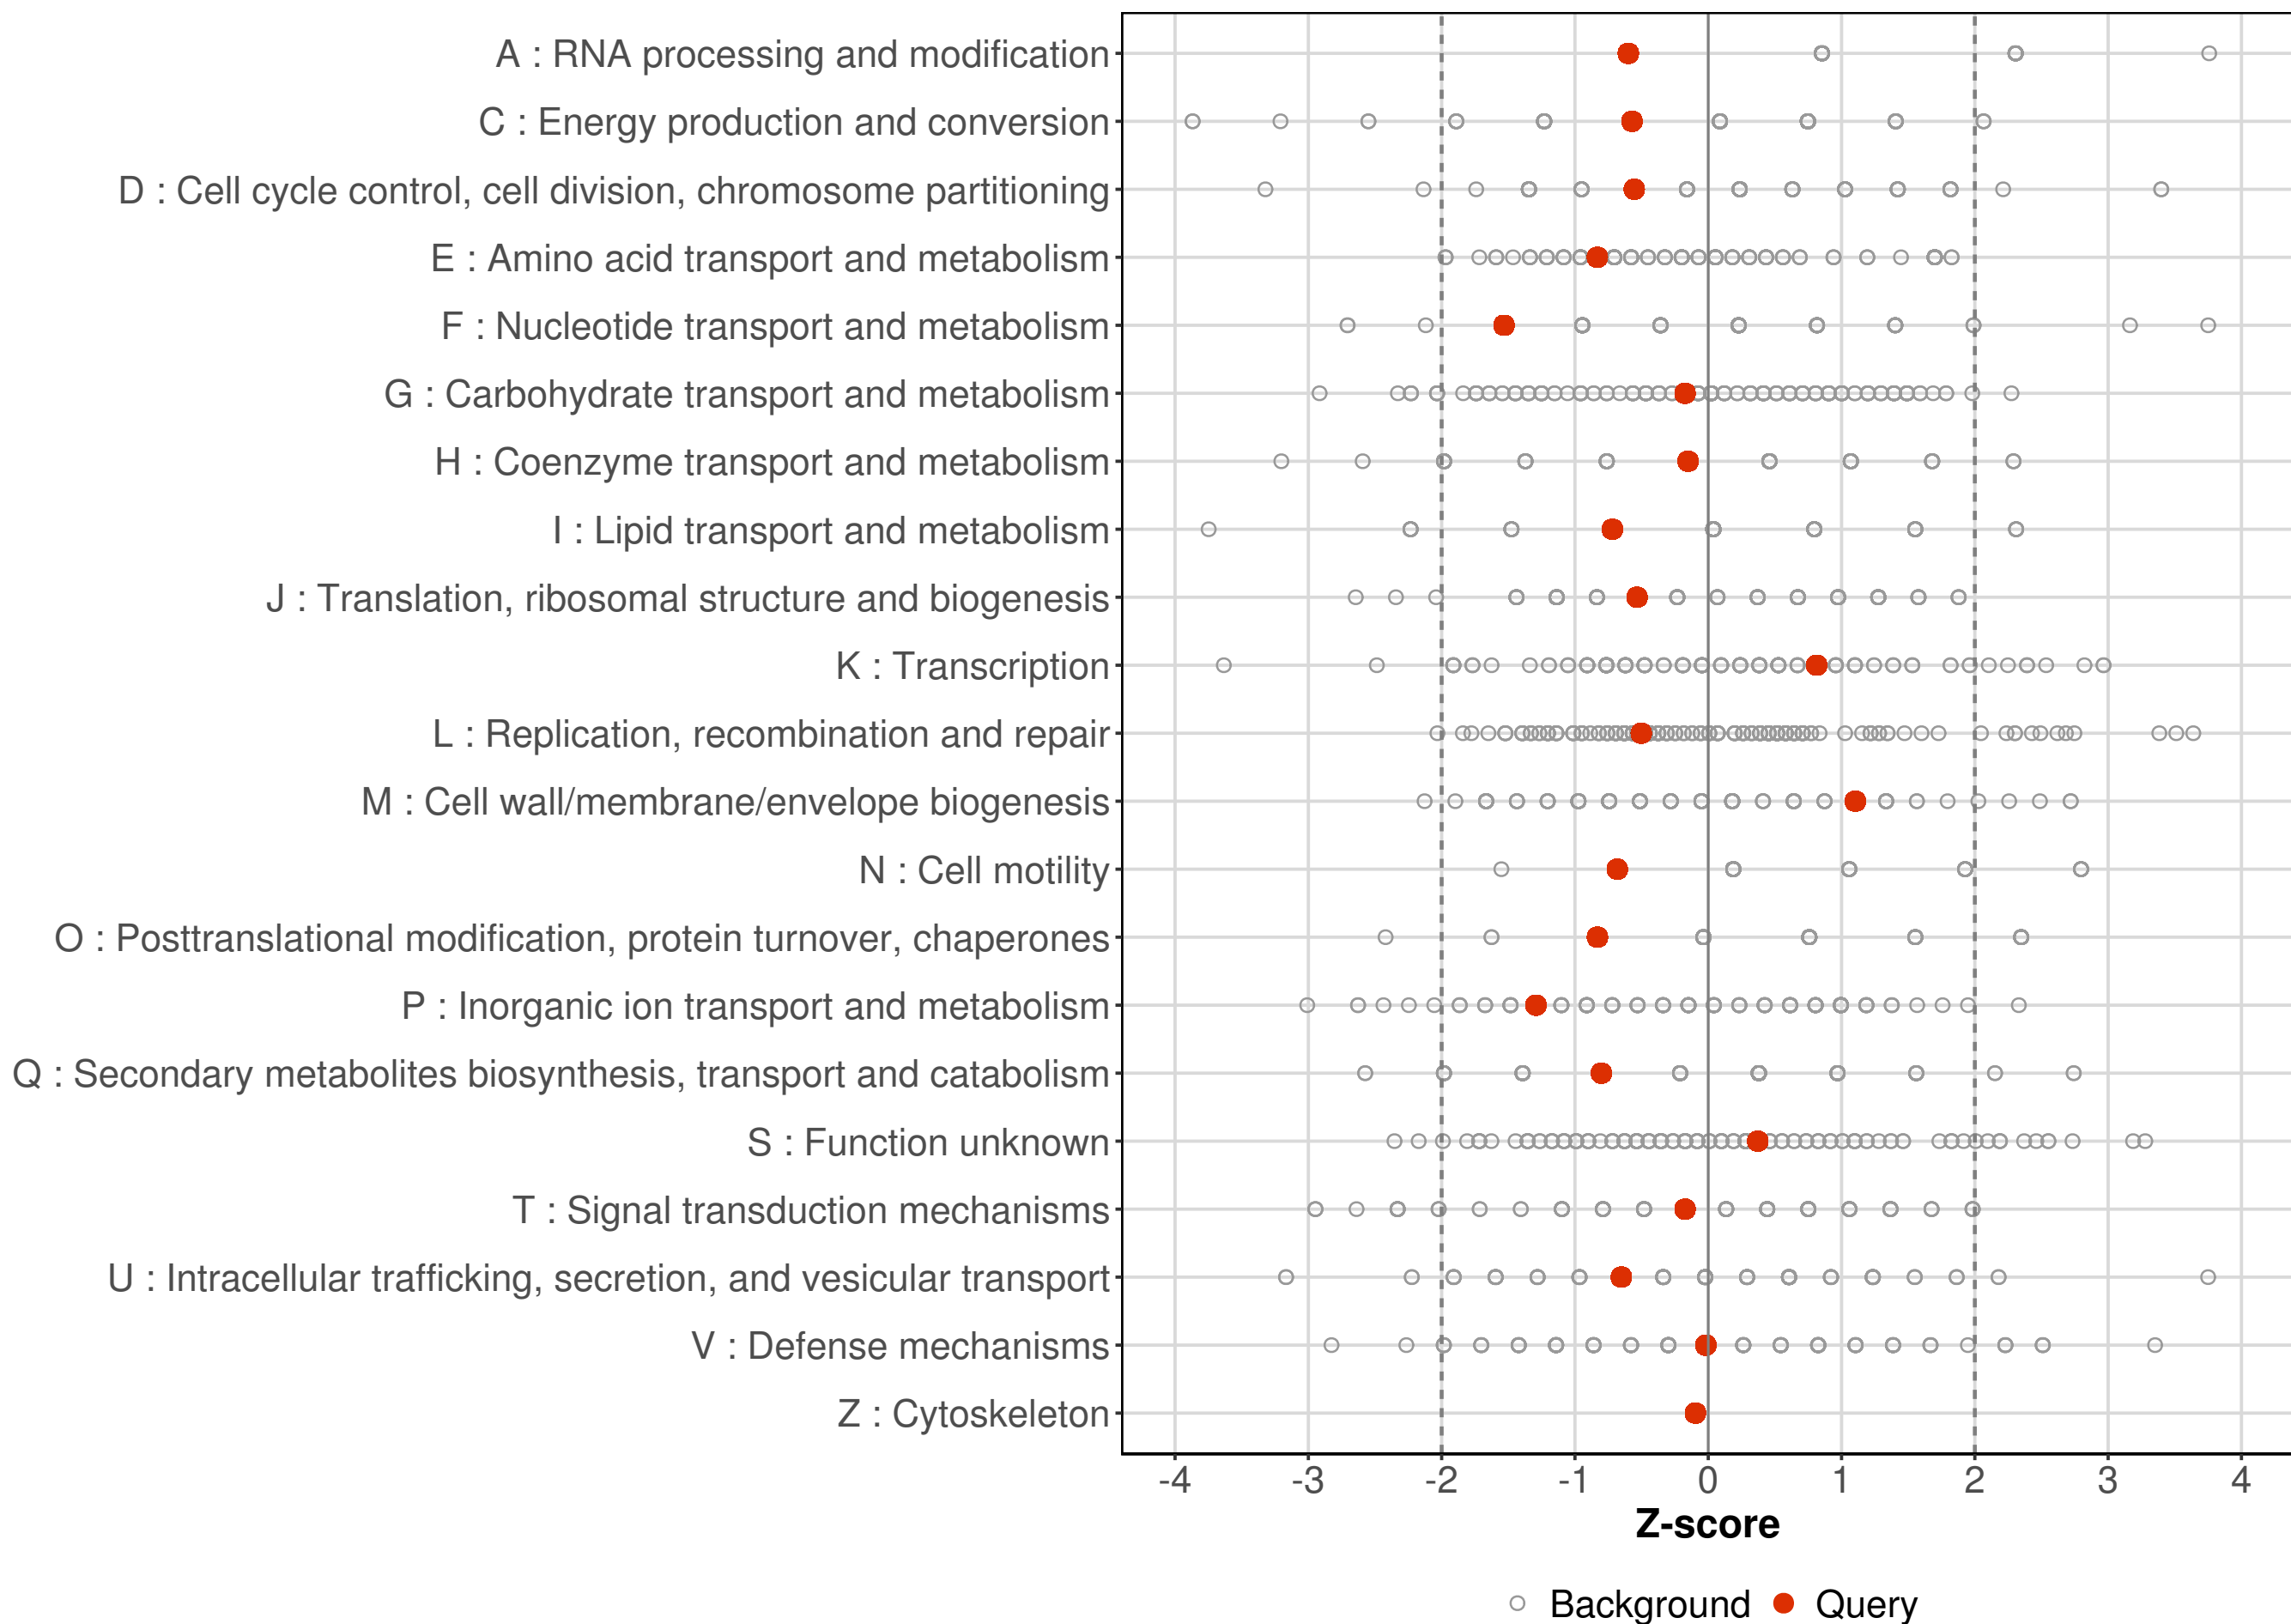 A : RNA processing and modification
C : Energy production and conversion
D : Cell cycle control, cell division, chromosome partitioning
E : Amino acid transport and metabolism
F : Nucleotide transport and metabolism
G : Carbohydrate transport and metabolism
H : Coenzyme transport and metabolism
I : Lipid transport and metabolism
J : Translation, ribosomal structure and biogenesis
K : Transcription
L : Replication, recombination and repair
M : Cell wall/membrane/envelope biogenesis
N : Cell motility
O : Posttranslational modification, protein turnover, chaperones
P : Inorganic ion transport and metabolism
Q : Secondary metabolites biosynthesis, transport and catabolism
S : Function unknown
T : Signal transduction mechanisms
U : Intracellular trafficking, secretion, and vesicular transport
V : Defense mechanisms
Z : Cytoskeleton
-4 -3 -2 -1 0 1 2 3 4
Z-score
Background Query